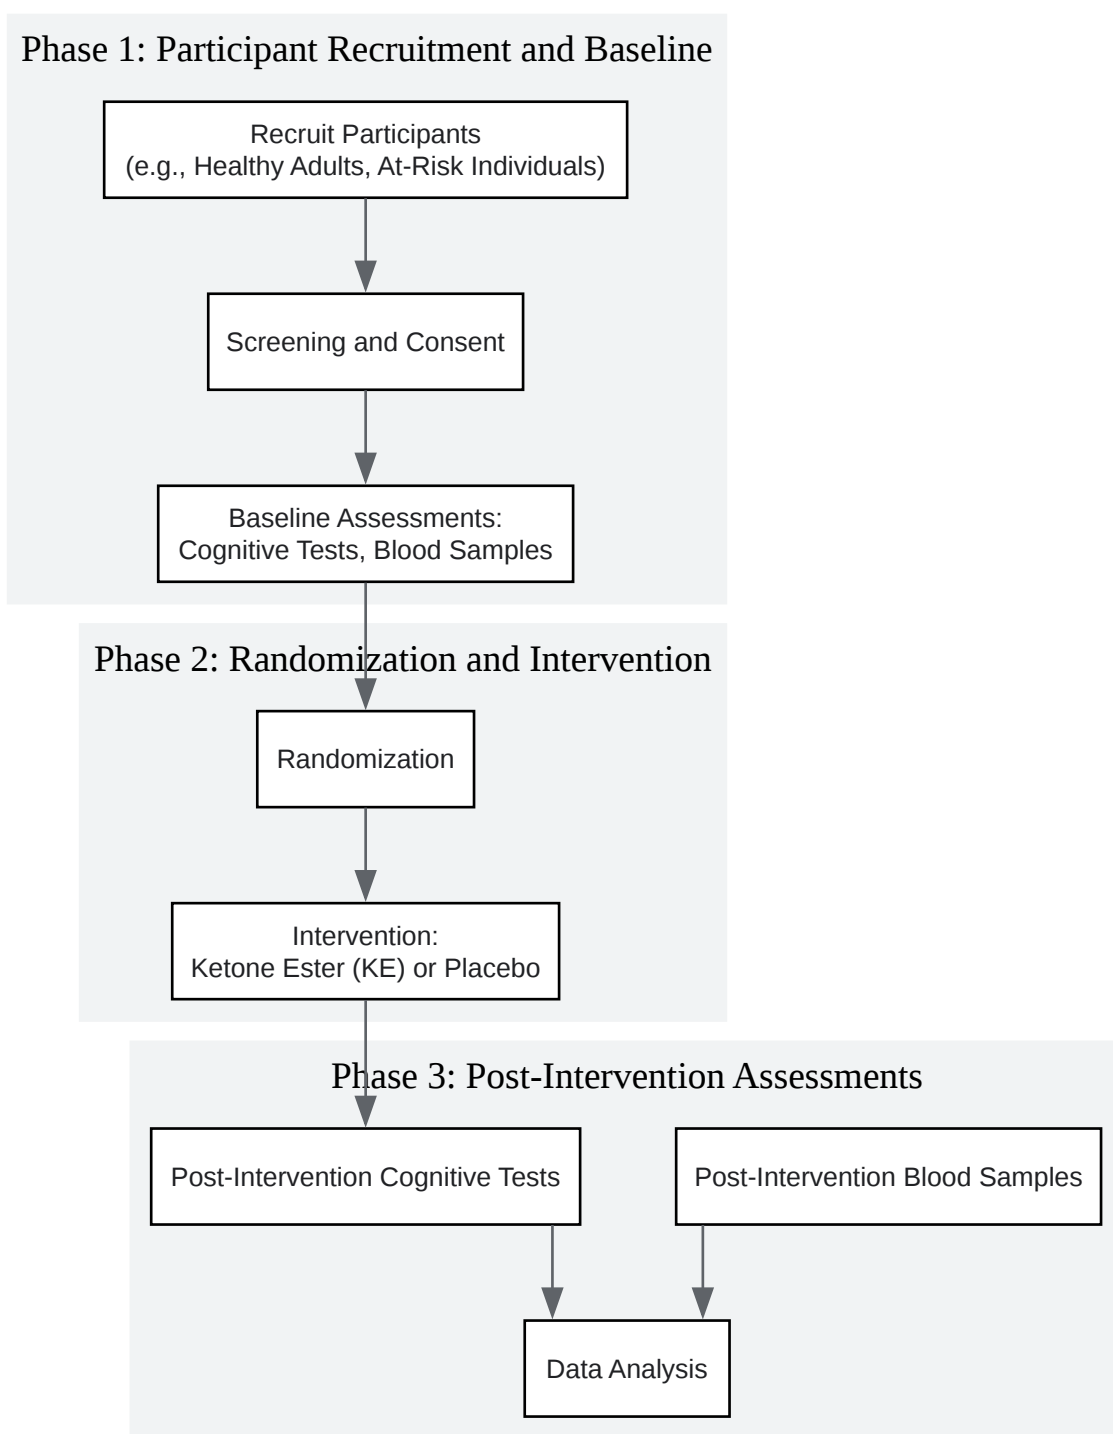 Phase 1: Participant Recruitment and Baseline
Recruit Participants
(e.g., Healthy Adults, At-Risk Individuals)
Screening and Consent
Baseline Assessments:
Cognitive Tests, Blood Samples
Phase 2: Randomization and Intervention
Randomization
Intervention:
Ketone Ester (KE) or Placebo
Phase 3: Post-Intervention Assessments
Post-Intervention Cognitive Tests
Post-Intervention Blood Samples
Data Analysis